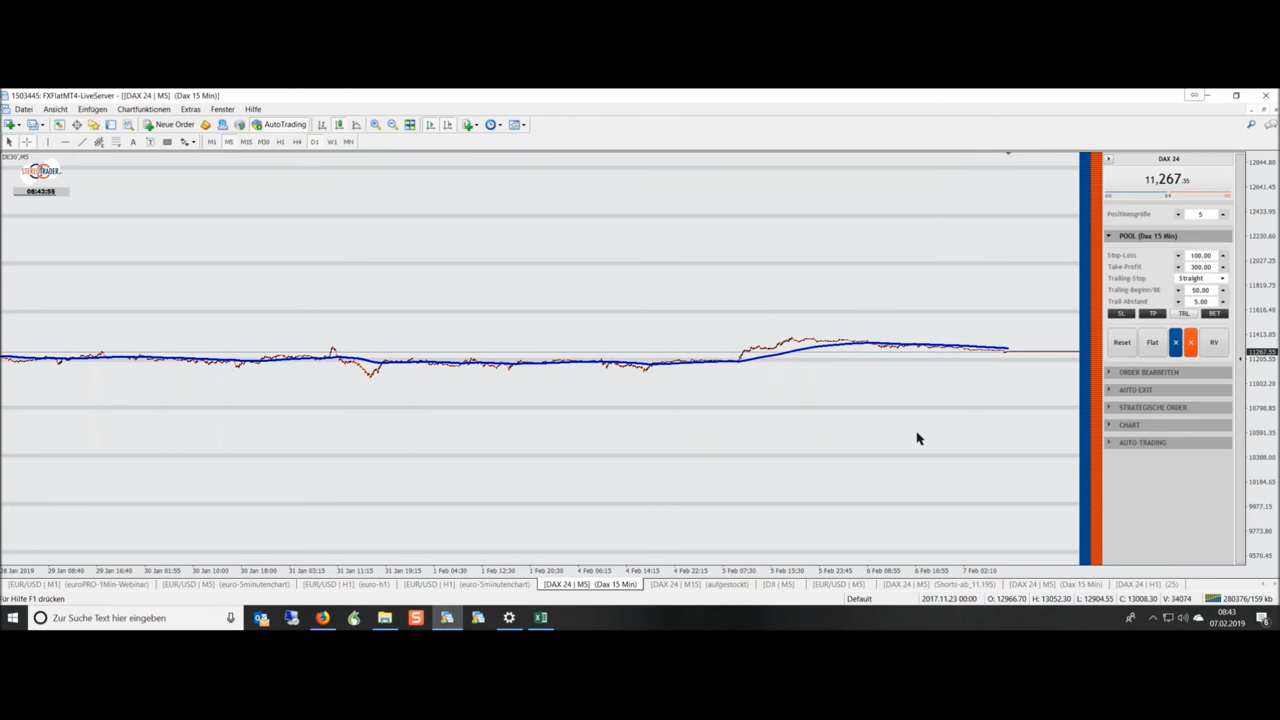 1503445: FXFlatMT4-LiveServer - [[DAX 24 | M5] (Dax 15 Min)]
Datei Ansicht Einfügen Chartfunktionen Extras Fenster Hilfe
Neue Order AutoTrading
A T M1 M5 M15 M30 H1 H4 D1 W1 MN
DE30',M5
STEREOTRADER
08:43:55
DAX 24
11,267.55
Positionsgröße 5
POOL (Dax 15 Min)
Stop-Loss 100.00
Take-Profit 300.00
Trailing-Stop Straight
Trailing-Beginn/BE 50.00
Trail-Abstand 5.00
SL TP TRL BET
Reset Flat X X RV
ORDER BEARBEITEN
AUTO EXIT
STRATEGISCHE ORDER
CHART
AUTO-TRADING
12844.80
12641.45
12433.95
12230.60
12027.25
11819.75
11616.40
11413.05
11267.55
11205.55
11002.20
10798.85
10591.35
10388.00
10184.65
9977.15
9773.80
9570.45
28 Jan 2019 29 Jan 08:40 29 Jan 16:40 30 Jan 01:55 30 Jan 10:00 30 Jan 18:00 31 Jan 03:15 31 Jan 11:15 31 Jan 19:15 1 Feb 04:30 1 Feb 12:30 1 Feb 20:30 4 Feb 06:15 4 Feb 14:15 4 Feb 22:15 5 Feb 07:30 5 Feb 15:30 5 Feb 23:45 6 Feb 08:55 6 Feb 16:55 7 Feb 02:10
[EUR/USD | M1] (euroPRO-1Min-Webinar) [EUR/USD | M5] (euro-5minutenchart) [EUR/USD | H1] (euro-h1) [EUR/USD | H1] (euro-5minutenchart) [DAX 24 | M5] (Dax 15 Min) [DAX 24 | M15] (aufgestockt) [DJI | M5] [EUR/USD | M5] [DAX 24 | M5] (Shorts-ab_11.195) [DAX 24 | M5] (Dax 15 Min) [DAX 24 | H1] (25)
Für Hilfe F1 drücken Default 2017.11.23 00:00 O: 12966.70 H: 13052.30 L: 12904.55 C: 13008.30 V: 34074 280376/159 kb
Zur Suche Text hier eingeben
08:43
07.02.2019
6